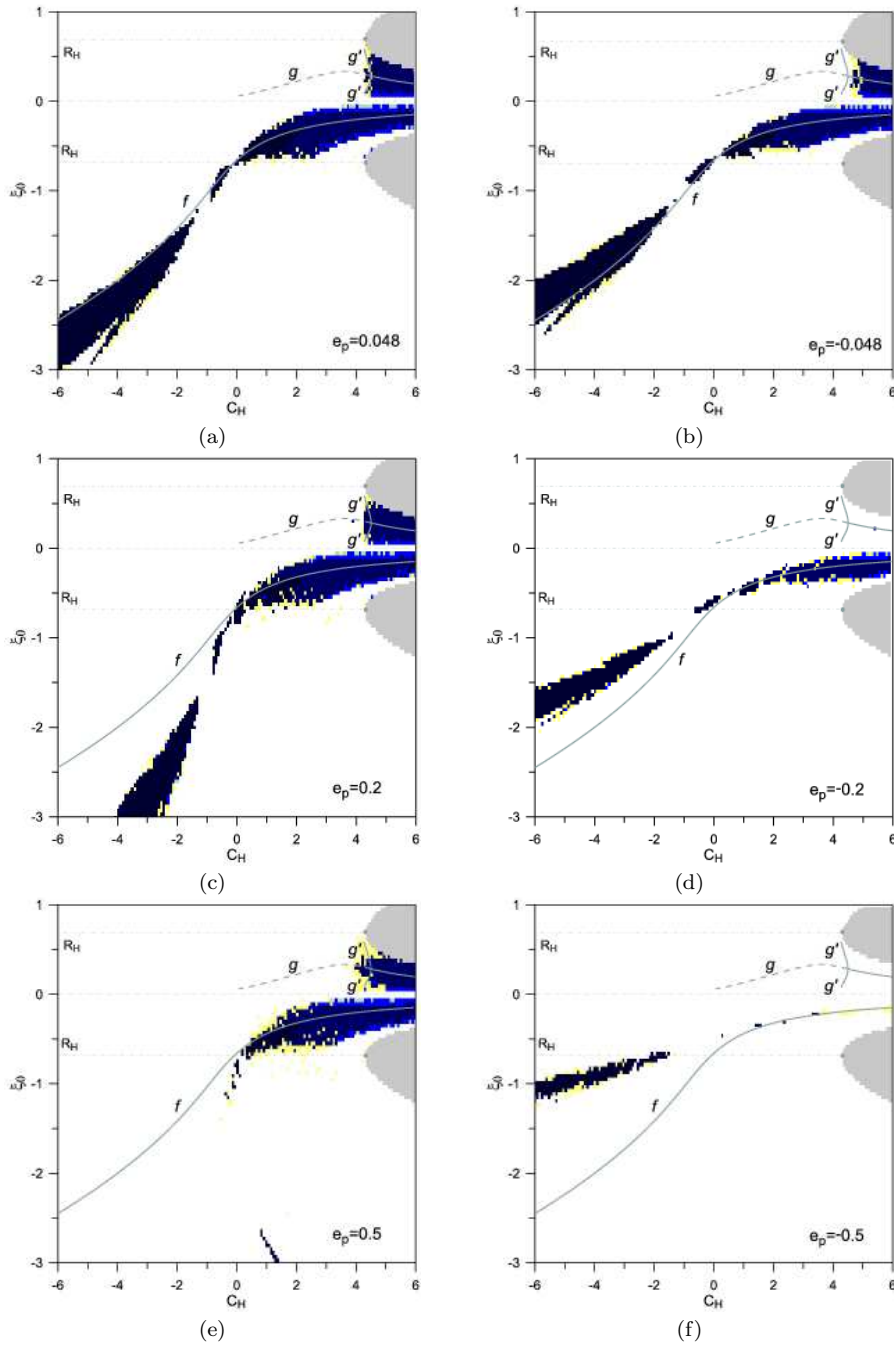 1
R_H
g
g'
0
g'
R_H
ξ_0
-1
f
-2
e_p=0.048
-3
-6 -4 -2 0 2 4 6
C_H
(a)
1
R_H
g
g'
0
g'
R_H
ξ_0
-1
f
-2
e_p=-0.048
-3
-6 -4 -2 0 2 4 6
C_H
(b)
1
R_H
g
g'
0
g'
R_H
ξ_0
-1
f
-2
e_p=0.2
-3
-6 -4 -2 0 2 4 6
C_H
(c)
1
R_H
g
g'
0
g'
R_H
ξ_0
-1
f
-2
e_p=-0.2
-3
-6 -4 -2 0 2 4 6
C_H
(d)
1
R_H
g
g'
0
g'
R_H
ξ_0
-1
f
-2
e_p=0.5
-3
-6 -4 -2 0 2 4 6
C_H
(e)
1
R_H
g
g'
0
g'
R_H
ξ_0
-1
f
-2
e_p=-0.5
-3
-6 -4 -2 0 2 4 6
C_H
(f)